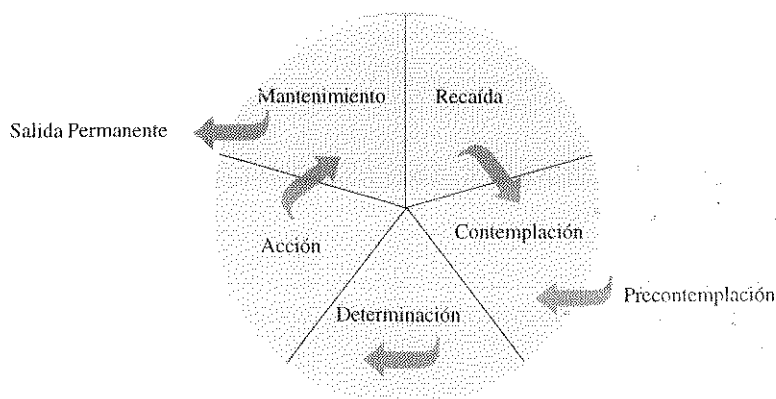 Mantenimiento
Recaída
Salida Permanente
Acción
Contemplación
Precontemplación
Determinación